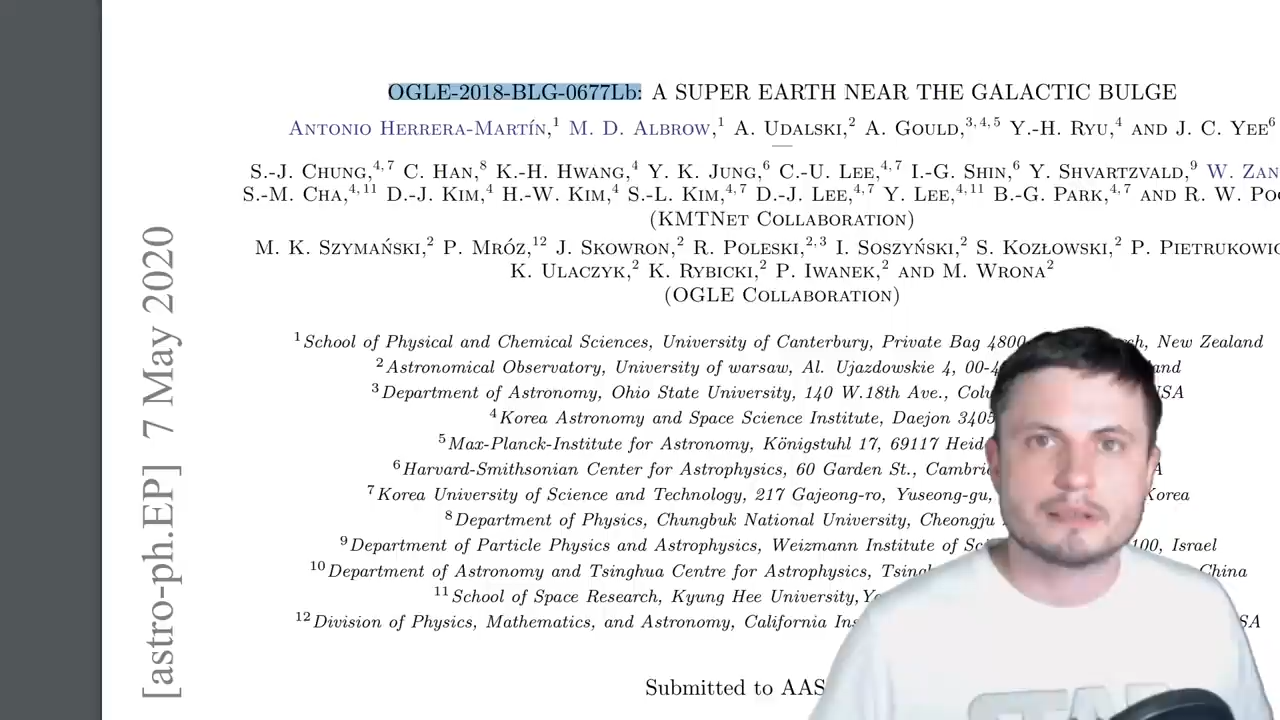 OGLE-2018-BLG-0677Lb: A SUPER EARTH NEAR THE GALACTIC BULGE
Antonio Herrera-Martín,1 M. D. Albrow,1 A. Udalski,2 A. Gould,3,4,5 Y.-H. Ryu,4 and J. C. Yee6
S.-J. Chung,4,7 C. Han,8 K.-H. Hwang,4 Y. K. Jung,6 C.-U. Lee,4,7 I.-G. Shin,6 Y. Shvartzvald,9 W.
S.-M. Cha,4,11 D.-J. Kim,4 H.-W. Kim,4 S.-L. Kim,4,7 D.-J. Lee,4,7 Y. Lee,4,11 B.-G. Park,4,7 and R. W.
(KMTNet Collaboration)
M. K. Szymański,2 P. Mróz,12 J. Skowron,2 R. Poleski,2,3 I. Soszyński,2 S. Kozłowski,2 P.
K. Ulaczyk,2 K. Rybicki,2 P. Iwanek,2 and M. Wrona2
(OGLE Collaboration)
1School of Physical and Chemical Sciences, University of Canterbury, Private Bag 4800 New Zealand
2Astronomical Observatory, University of warsaw, Al. Ujazdowskie 4,
3Department of Astronomy, Ohio State University, 140 W.18th Ave.,
4Korea Astronomy and Space Science Institute, Daejon
5Max-Planck-Institute for Astronomy, Königstuhl 17, 69117
6Harvard-Smithsonian Center for Astrophysics, 60 Garden St.,
7Korea University of Science and Technology, 217 Gajeong-ro, Yuseong-gu, Korea
8Department of Physics, Chungbuk National University, Cheongju
9Department of Particle Physics and Astrophysics, Weizmann Institute of Israel
10Department of Astronomy and Tsinghua Centre for Astrophysics, China
11School of Space Research, Kyung Hee University,
12Division of Physics, Mathematics, and Astronomy, California
Submitted to AAS
[astro-ph.EP] 7 May 2020